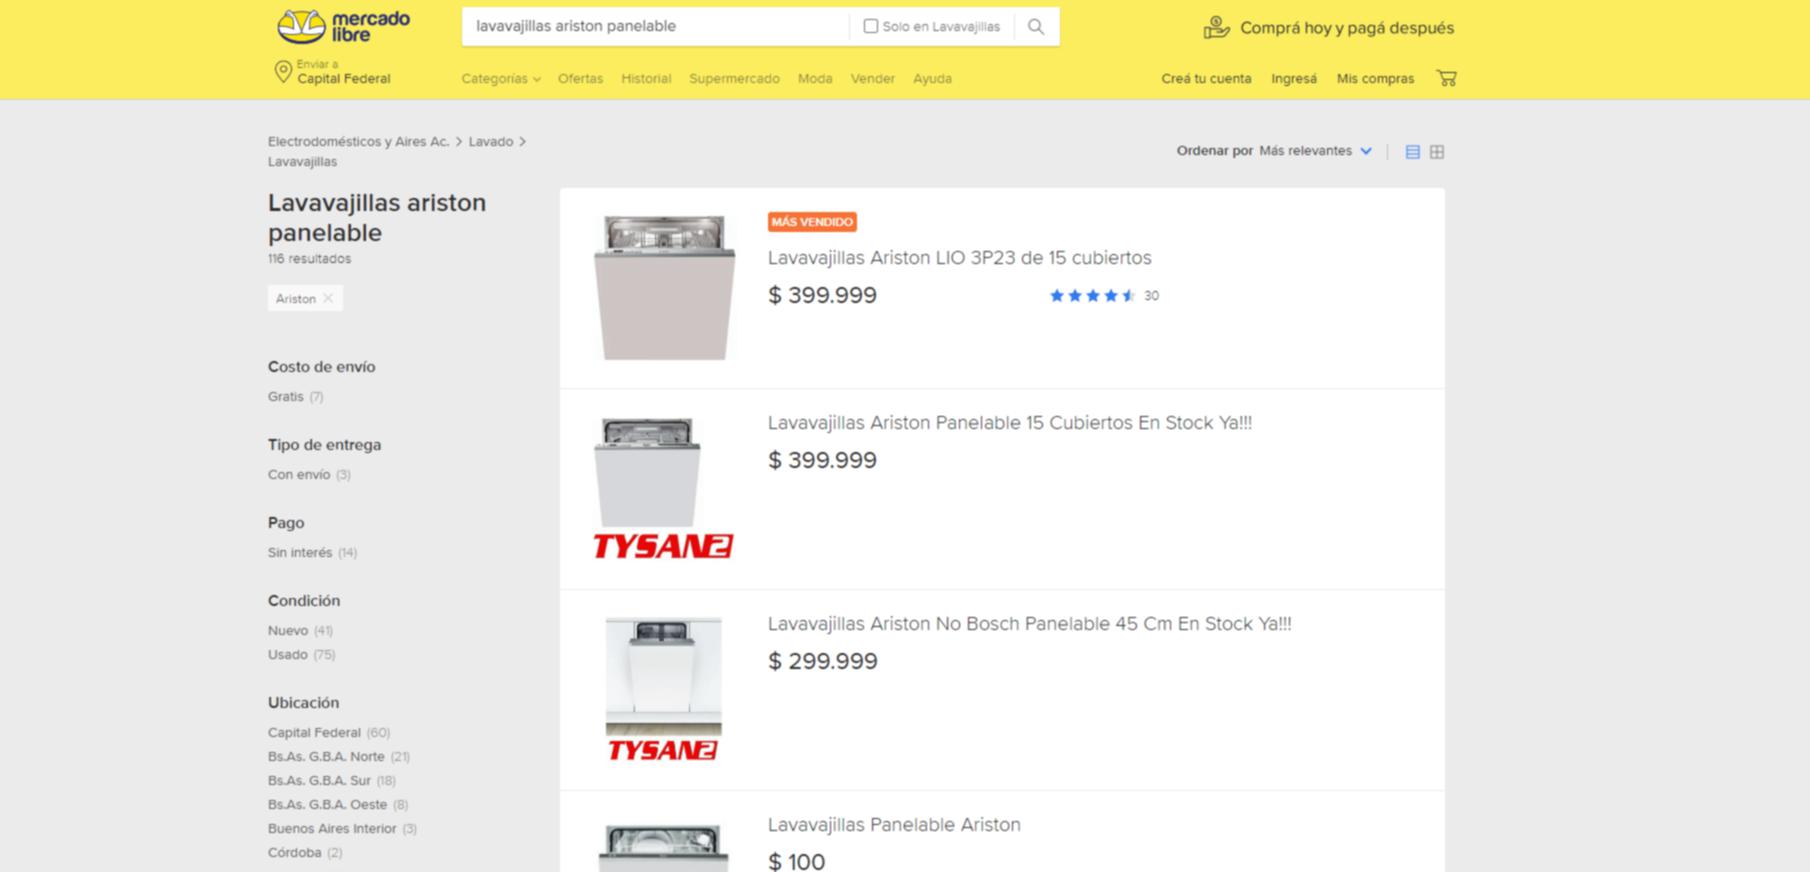 mercado
libre
lavavajillas ariston panelable
Solo en Lavavajillas
Comprá hoy y pagá después
Enviar a
Capital Federal
Categorías
Ofertas
Historial
Supermercado
Moda
Vender
Ayuda
Creá tu cuenta
Ingresá
Mis compras
Electrodomésticos y Aires Ac. > Lavado >
Lavavajillas
Ordenar por Más relevantes
Lavavajillas ariston
panelable
116 resultados
Ariston
Costo de envío
Gratis (7)
Tipo de entrega
Con envío (3)
Pago
Sin interés (14)
Condición
Nuevo (41)
Usado (75)
Ubicación
Capital Federal (60)
Bs.As. G.B.A. Norte (21)
Bs.As. G.B.A. Sur (18)
Bs.As. G.B.A. Oeste (8)
Buenos Aires Interior (3)
Córdoba (2)
MÁS VENDIDO
Lavavajillas Ariston LIO 3P23 de 15 cubiertos
$ 399.999
30
Lavavajillas Ariston Panelable 15 Cubiertos En Stock Ya!!!
$ 399.999
TYSAN2
Lavavajillas Ariston No Bosch Panelable 45 Cm En Stock Ya!!!
$ 299.999
TYSAN2
Lavavajillas Panelable Ariston
$ 100